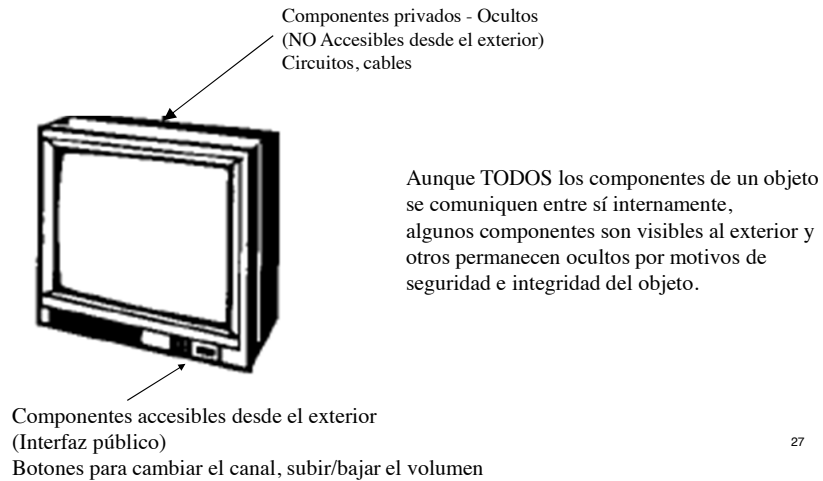 Componentes privados - Ocultos
(NO Accesibles desde el exterior)
Circuitos, cables
Aunque TODOS los componentes de un objeto
se comuniquen entre sí internamente,
algunos componentes son visibles al exterior y
otros permanecen ocultos por motivos de
seguridad e integridad del objeto.
Componentes accesibles desde el exterior
(Interfaz público)
Botones para cambiar el canal, subir/bajar el volumen
27